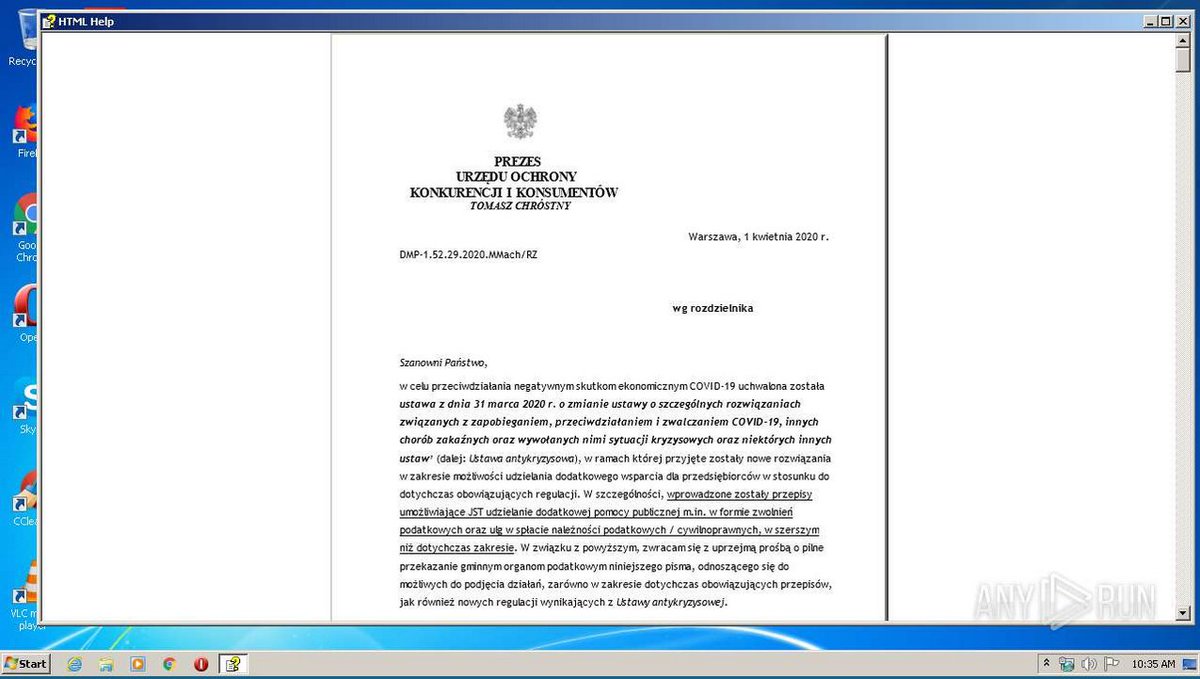 HTML Help
Recyc
Firef
Goo
Chro
Ope
Sky
CClea
VLC m
playe
PREZES
URZĘDU OCHRONY
KONKURENCJI I KONSUMENTÓW
TOMASZ CHRÓSTNY
Warszawa, 1 kwietnia 2020 r.
DMP-1.52.29.2020.MMach/RZ
wg rozdzielnika
Szanowni Państwo,
w celu przeciwdziałania negatywnym skutkom ekonomicznym COVID-19 uchwalona została
ustawa z dnia 31 marca 2020 r. o zmianie ustawy o szczególnych rozwiązaniach
związanych z zapobieganiem, przeciwdziałaniem i zwalczaniem COVID-19, innych
chorób zakaźnych oraz wywołanych nimi sytuacji kryzysowych oraz niektórych innych
ustaw¹ (dalej: Ustawa antykryzysowa), w ramach której przyjęte zostały nowe rozwiązania
w zakresie możliwości udzielania dodatkowego wsparcia dla przedsiębiorców w stosunku do
dotychczas obowiązujących regulacji. W szczególności, wprowadzone zostały przepisy
umożliwiające JST udzielanie dodatkowej pomocy publicznej m.in. w formie zwolnień
podatkowych oraz ulg w spłacie należności podatkowych / cywilnoprawnych, w szerszym
niż dotychczas zakresie. W związku z powyższym, zwracam się z uprzejmą prośbą o pilne
przekazanie gminnym organom podatkowym niniejszego pisma, odnoszącego się do
możliwych do podjęcia działań, zarówno w zakresie dotychczas obowiązujących przepisów,
jak również nowych regulacji wynikających z Ustawy antykryzysowej.
ANY RUN
Start
10:35 AM